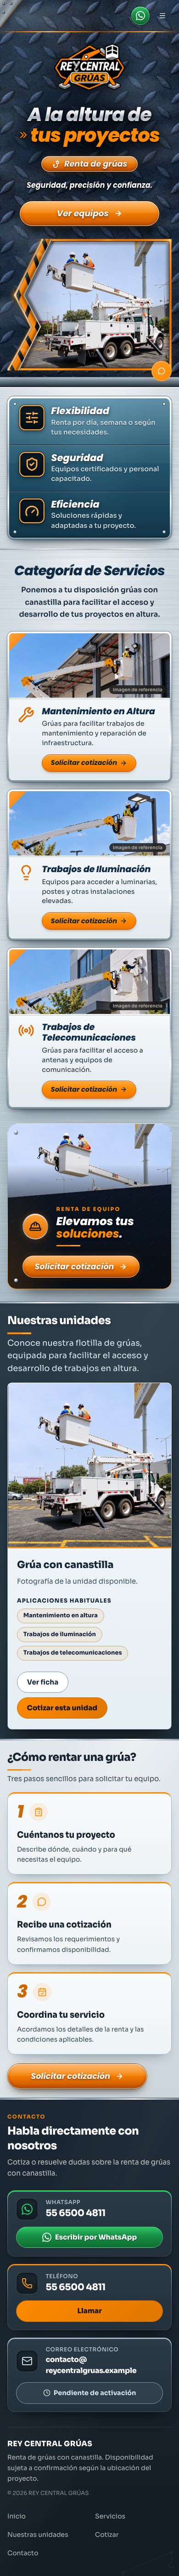 REY CENTRAL
GRÚAS
A la altura de
tus proyectos
Renta de grúas
Seguridad, precisión y confianza.
Ver equipos
Flexibilidad
Renta por día, semana o según
tus necesidades.
Seguridad
Equipos certificados y personal
capacitado.
Eficiencia
Soluciones rápidas y
adaptadas a tu proyecto.
Categoría de Servicios
Ponemos a tu disposición grúas con
canastilla para facilitar el acceso y
desarrollo de tus proyectos en altura.
Imagen de referencia
Mantenimiento en Altura
Grúas para facilitar trabajos de
mantenimiento y reparación de
infraestructura.
Solicitar cotización
Imagen de referencia
Trabajos de Iluminación
Equipos para acceder a luminarias,
postes y otras instalaciones
elevadas.
Solicitar cotización
Imagen de referencia
Trabajos de
Telecomunicaciones
Grúas para facilitar el acceso a
antenas y equipos de
comunicación.
Solicitar cotización
RENTA DE EQUIPO
Elevamos tus
soluciones.
Solicitar cotización
Nuestras unidades
Conoce nuestra flotilla de grúas,
equipada para facilitar el acceso y
desarrollo de trabajos en altura.
Grúa con canastilla
Fotografía de la unidad disponible.
APLICACIONES HABITUALES
Mantenimiento en altura
Trabajos de iluminación
Trabajos de telecomunicaciones
Ver ficha
Cotizar esta unidad
¿Cómo rentar una grúa?
Tres pasos sencillos para solicitar tu equipo.
1
Cuéntanos tu proyecto
Describe dónde, cuándo y para qué
necesitas el equipo.
2
Recibe una cotización
Revisamos los requerimientos y
confirmamos disponibilidad.
3
Coordina tu servicio
Acordamos los detalles de la renta y las
condiciones aplicables.
Solicitar cotización
CONTACTO
Habla directamente con
nosotros
Cotiza o resuelve dudas sobre la renta de grúas
con canastilla.
WHATSAPP
55 6500 4811
Escribir por WhatsApp
TELÉFONO
55 6500 4811
Llamar
CORREO ELECTRÓNICO
contacto@
reycentralgruas.example
Pendiente de activación
REY CENTRAL GRÚAS
Renta de grúas con canastilla. Disponibilidad
sujeta a confirmación según la ubicación del
proyecto.
© 2026 REY CENTRAL GRÚAS
Inicio
Servicios
Nuestras unidades
Cotizar
Contacto